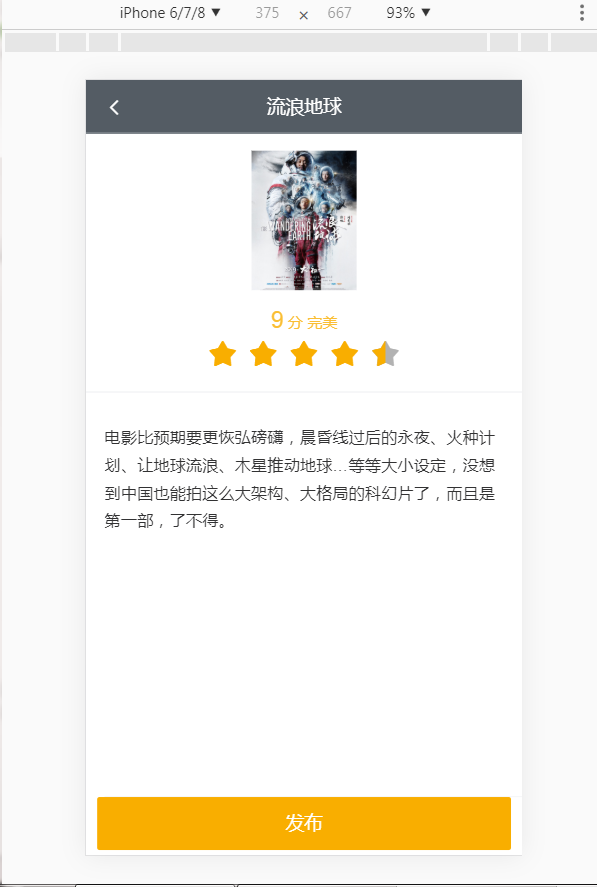 iPhone 6/7/8 ▼ 375 × 667 93% ▼
流浪地球
WANDERING
EARTH
9 分 完美
电影比预期要更恢弘磅礴，晨昏线过后的永夜、火种计
划、让地球流浪、木星推动地球…等等大小设定，没想
到中国也能拍这么大架构、大格局的科幻片了，而且是
第一部，了不得。
发布